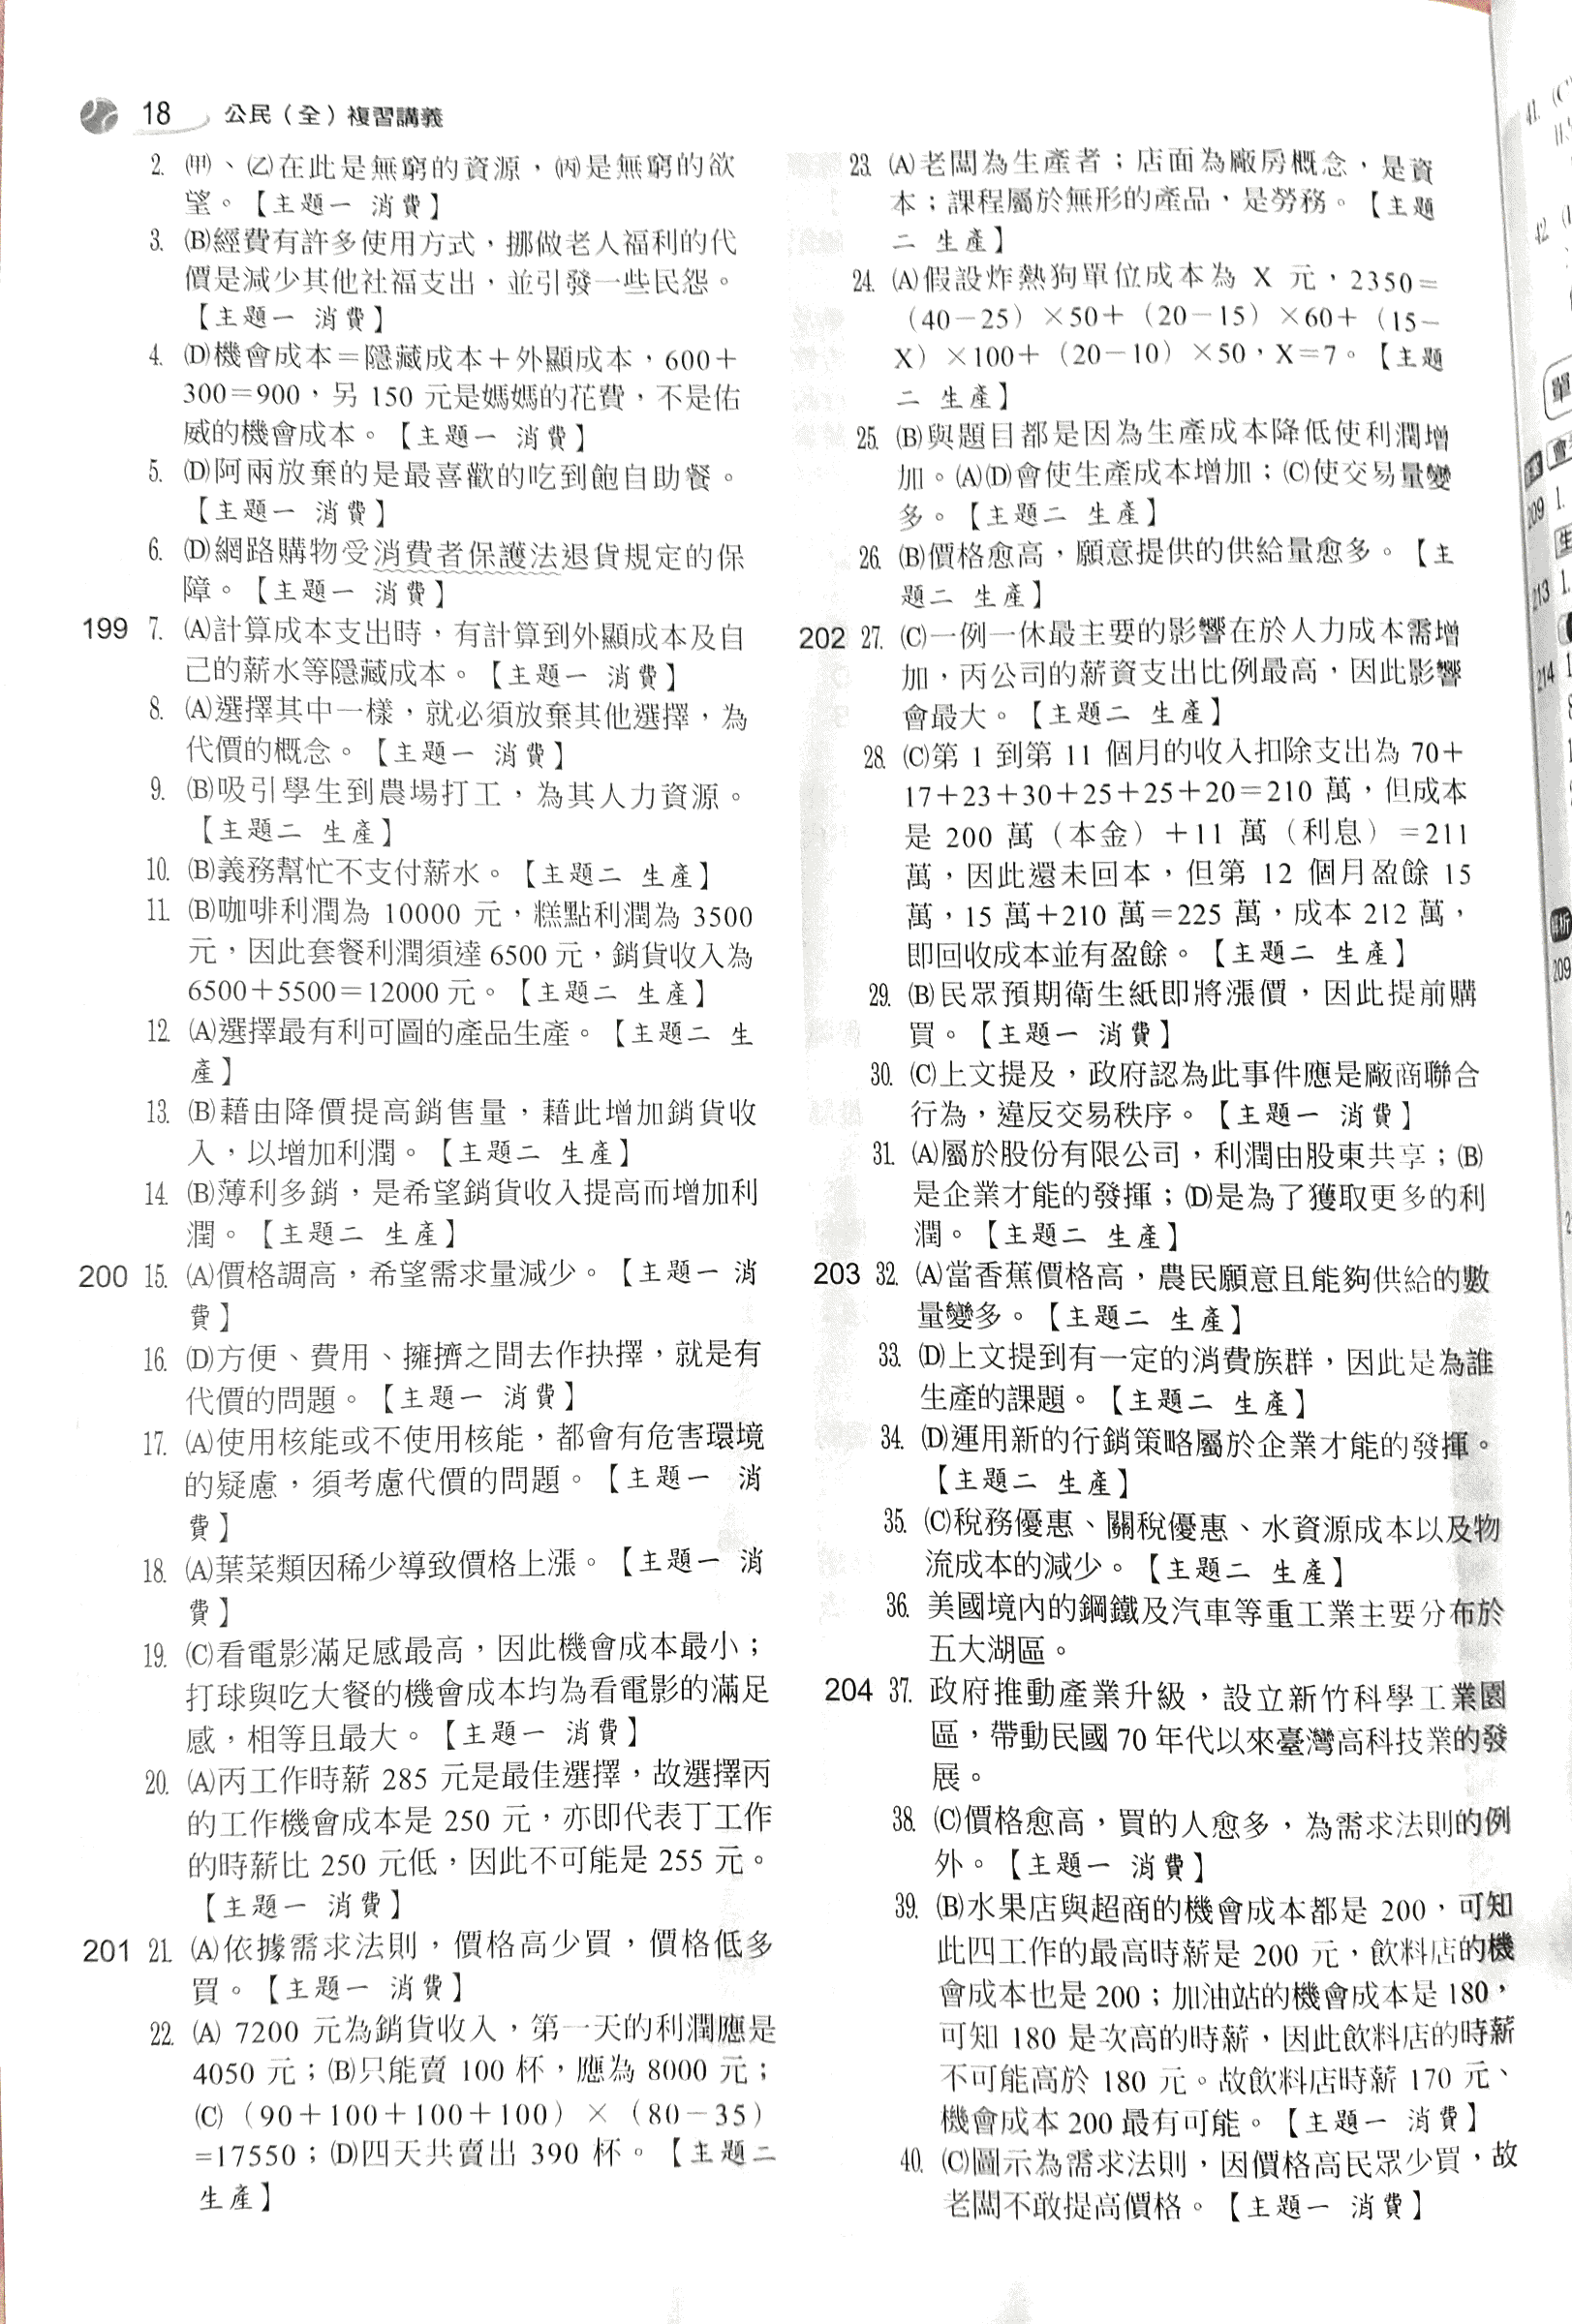 18 公民（全）複習講義
2. ㈙、㈚在此是無窮的資源，㈛是無窮的欲
望。【主題一 消費】
3. (B)經費有許多使用方式，挪做老人福利的代
價是減少其他社福支出，並引發一些民怨。
【主題一 消費】
4. (D)機會成本＝隱藏成本＋外顯成本，600＋
300＝900，另 150 元是媽媽的花費，不是佑
威的機會成本。【主題一 消費】
5. (D)阿兩放棄的是最喜歡的吃到飽自助餐。
【主題一 消費】
6. (D)網路購物受消費者保護法退貨規定的保
障。【主題一 消費】
199 7. (A)計算成本支出時，有計算到外顯成本及自
己的薪水等隱藏成本。【主題一 消費】
8. (A)選擇其中一樣，就必須放棄其他選擇，為
代價的概念。【主題一 消費】
9. (B)吸引學生到農場打工，為其人力資源。
【主題二 生產】
10. (B)義務幫忙不支付薪水。【主題二 生產】
11. (B)咖啡利潤為 10000 元，糕點利潤為 3500
元，因此套餐利潤須達 6500 元，銷貨收入為
6500＋5500＝12000 元。【主題二 生產】
12. (A)選擇最有利可圖的產品生產。【主題二 生
產】
13. (B)藉由降價提高銷售量，藉此增加銷貨收
入，以增加利潤。【主題二 生產】
14. (B)薄利多銷，是希望銷貨收入提高而增加利
潤。【主題二 生產】
200 15. (A)價格調高，希望需求量減少。【主題一 消
費】
16. (D)方便、費用、擁擠之間去作抉擇，就是有
代價的問題。【主題一 消費】
17. (A)使用核能或不使用核能，都會有危害環境
的疑慮，須考慮代價的問題。【主題一 消
費】
18. (A)葉菜類因稀少導致價格上漲。【主題一 消
費】
19. (C)看電影滿足感最高，因此機會成本最小；
打球與吃大餐的機會成本均為看電影的滿足
感，相等且最大。【主題一 消費】
20. (A)丙工作時薪 285 元是最佳選擇，故選擇丙
的工作機會成本是 250 元，亦即代表丁工作
的時薪比 250 元低，因此不可能是 255 元。
【主題一 消費】
201 21. (A)依據需求法則，價格高少買，價格低多
買。【主題一 消費】
22. (A) 7200 元為銷貨收入，第一天的利潤應是
4050 元；(B)只能賣 100 杯，應為 8000 元；
(C)（90＋100＋100＋100）×（80－35）
＝17550；(D)四天共賣出 390 杯。【主題二
生產】
23. (A)老闆為生產者；店面為廠房概念，是資
本；課程屬於無形的產品，是勞務。【主題
二 生產】
24. (A)假設炸熱狗單位成本為 X 元，2350＝
（40－25）×50＋（20－15）×60＋（15－
X）×100＋（20－10）×50，X＝7。【主題
二 生產】
25. (B)與題目都是因為生產成本降低使利潤增
加。(A)(D)會使生產成本增加；(C)使交易量變
多。【主題二 生產】
26. (B)價格愈高，願意提供的供給量愈多。【主
題二 生產】
202 27. (C)一例一休最主要的影響在於人力成本需增
加，丙公司的薪資支出比例最高，因此影響
會最大。【主題二 生產】
28. (C)第 1 到第 11 個月的收入扣除支出為 70＋
17＋23＋30＋25＋25＋20＝210 萬，但成本
是 200 萬（本金）＋11 萬（利息）＝211
萬，因此還未回本，但第 12 個月盈餘 15
萬，15 萬＋210 萬＝225 萬，成本 212 萬，
即回收成本並有盈餘。【主題二 生產】
29. (B)民眾預期衛生紙即將漲價，因此提前購
買。【主題一 消費】
30. (C)上文提及，政府認為此事件應是廠商聯合
行為，違反交易秩序。【主題一 消費】
31. (A)屬於股份有限公司，利潤由股東共享；(B)
是企業才能的發揮；(D)是為了獲取更多的利
潤。【主題二 生產】
203 32. (A)當香蕉價格高，農民願意且能夠供給的數
量變多。【主題二 生產】
33. (D)上文提到有一定的消費族群，因此是為誰
生產的課題。【主題二 生產】
34. (D)運用新的行銷策略屬於企業才能的發揮。
【主題二 生產】
35. (C)稅務優惠、關稅優惠、水資源成本以及物
流成本的減少。【主題二 生產】
36. 美國境內的鋼鐵及汽車等重工業主要分布於
五大湖區。
204 37. 政府推動產業升級，設立新竹科學工業園
區，帶動民國 70 年代以來臺灣高科技業的發
展。
38. (C)價格愈高，買的人愈多，為需求法則的例
外。【主題一 消費】
39. (B)水果店與超商的機會成本都是 200，可知
此四工作的最高時薪是 200 元，飲料店的機
會成本也是 200；加油站的機會成本是 180，
可知 180 是次高的時薪，因此飲料店的時薪
不可能高於 180 元。故飲料店時薪 170 元、
機會成本 200 最有可能。【主題一 消費】
40. (C)圖示為需求法則，因價格高民眾少買，故
老闆不敢提高價格。【主題一 消費】
41.
42.
209 1.
213 1.
214
209